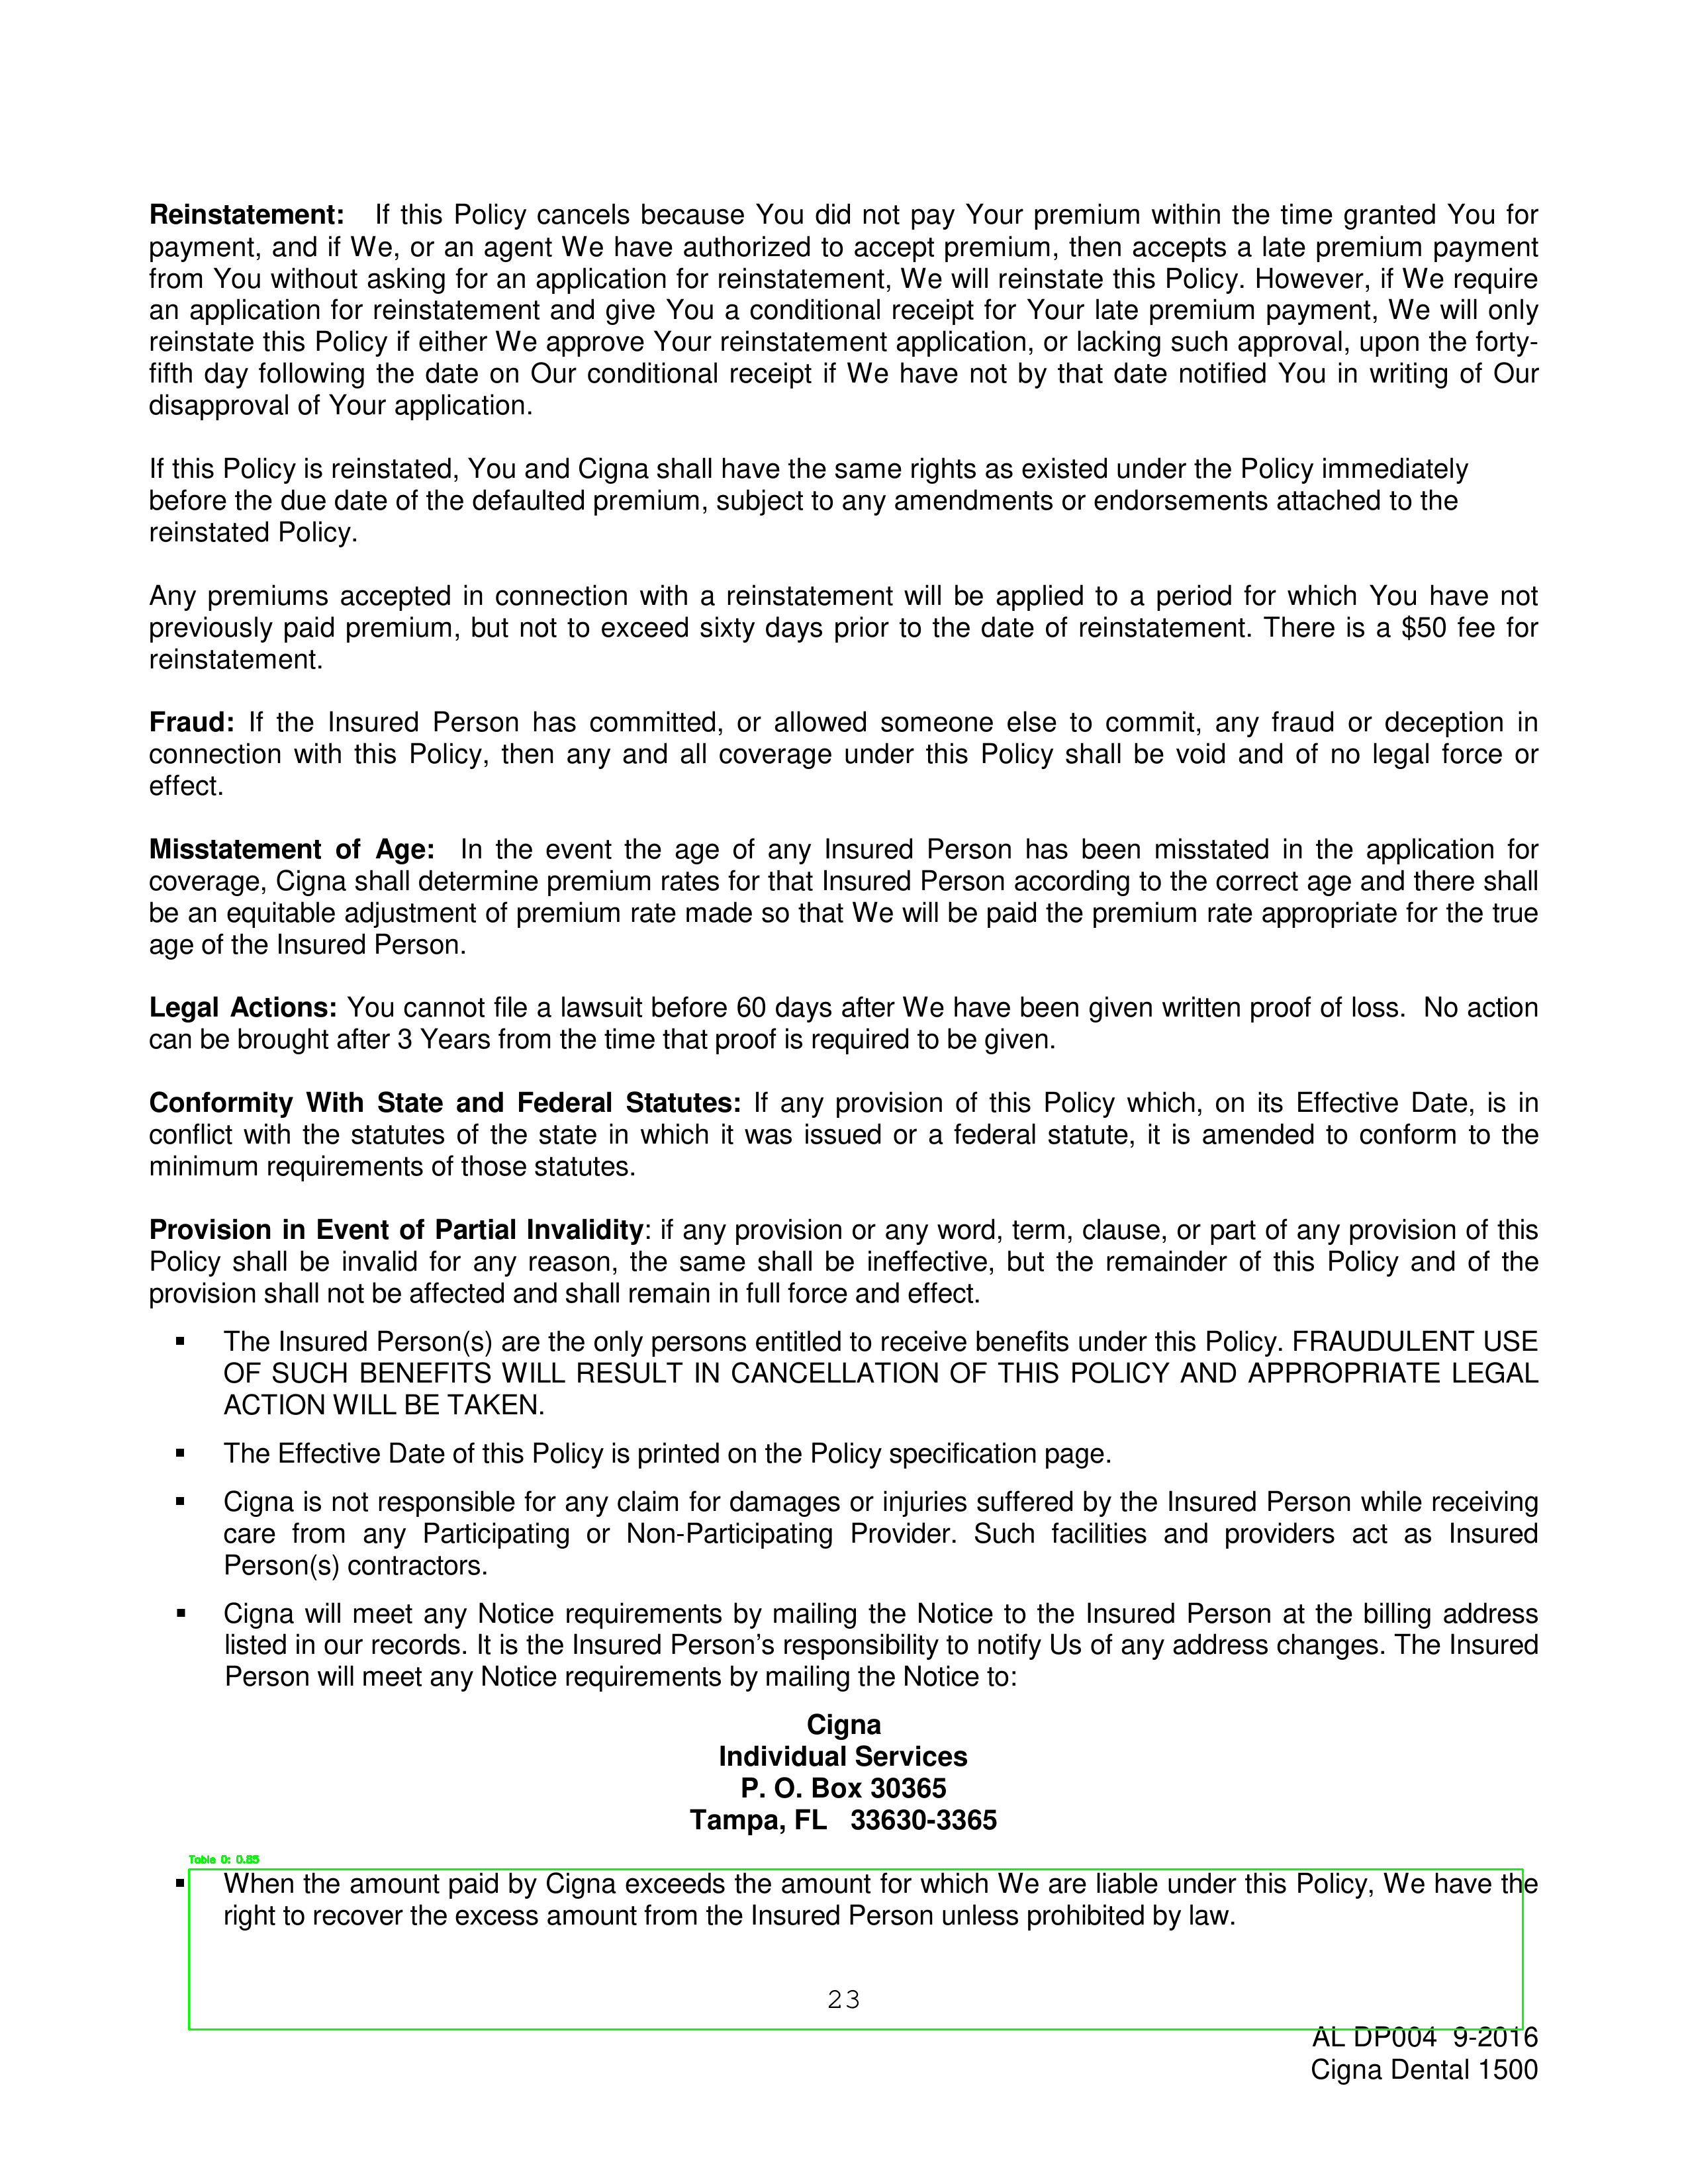 Reinstatement: If this Policy cancels because You did not pay Your premium within the time granted You for
payment, and if We, or an agent We have authorized to accept premium, then accepts a late premium payment
from You without asking for an application for reinstatement, We will reinstate this Policy. However, if We require
an application for reinstatement and give You a conditional receipt for Your late premium payment, We will only
reinstate this Policy if either We approve Your reinstatement application, or lacking such approval, upon the forty-
fifth day following the date on Our conditional receipt if We have not by that date notified You in writing of Our
disapproval of Your application.
If this Policy is reinstated, You and Cigna shall have the same rights as existed under the Policy immediately
before the due date of the defaulted premium, subject to any amendments or endorsements attached to the
reinstated Policy.
Any premiums accepted in connection with a reinstatement will be applied to a period for which You have not
previously paid premium, but not to exceed sixty days prior to the date of reinstatement. There is a $50 fee for
reinstatement.
Fraud: If the Insured Person has committed, or allowed someone else to commit, any fraud or deception in
connection with this Policy, then any and all coverage under this Policy shall be void and of no legal force or
effect.
Misstatement of Age: In the event the age of any Insured Person has been misstated in the application for
coverage, Cigna shall determine premium rates for that Insured Person according to the correct age and there shall
be an equitable adjustment of premium rate made so that We will be paid the premium rate appropriate for the true
age of the Insured Person.
Legal Actions: You cannot file a lawsuit before 60 days after We have been given written proof of loss. No action
can be brought after 3 Years from the time that proof is required to be given.
Conformity With State and Federal Statutes: If any provision of this Policy which, on its Effective Date, is in
conflict with the statutes of the state in which it was issued or a federal statute, it is amended to conform to the
minimum requirements of those statutes.
Provision in Event of Partial Invalidity: if any provision or any word, term, clause, or part of any provision of this
Policy shall be invalid for any reason, the same shall be ineffective, but the remainder of this Policy and of the
provision shall not be affected and shall remain in full force and effect.
▪ The Insured Person(s) are the only persons entitled to receive benefits under this Policy. FRAUDULENT USE
OF SUCH BENEFITS WILL RESULT IN CANCELLATION OF THIS POLICY AND APPROPRIATE LEGAL
ACTION WILL BE TAKEN.
▪ The Effective Date of this Policy is printed on the Policy specification page.
▪ Cigna is not responsible for any claim for damages or injuries suffered by the Insured Person while receiving
care from any Participating or Non-Participating Provider. Such facilities and providers act as Insured
Person(s) contractors.
▪ Cigna will meet any Notice requirements by mailing the Notice to the Insured Person at the billing address
listed in our records. It is the Insured Person’s responsibility to notify Us of any address changes. The Insured
Person will meet any Notice requirements by mailing the Notice to:
Cigna
Individual Services
P. O. Box 30365
Tampa, FL 33630-3365
Table 0: 0.85
▪ When the amount paid by Cigna exceeds the amount for which We are liable under this Policy, We have the
right to recover the excess amount from the Insured Person unless prohibited by law.
23
AL DP004 9-2016
Cigna Dental 1500